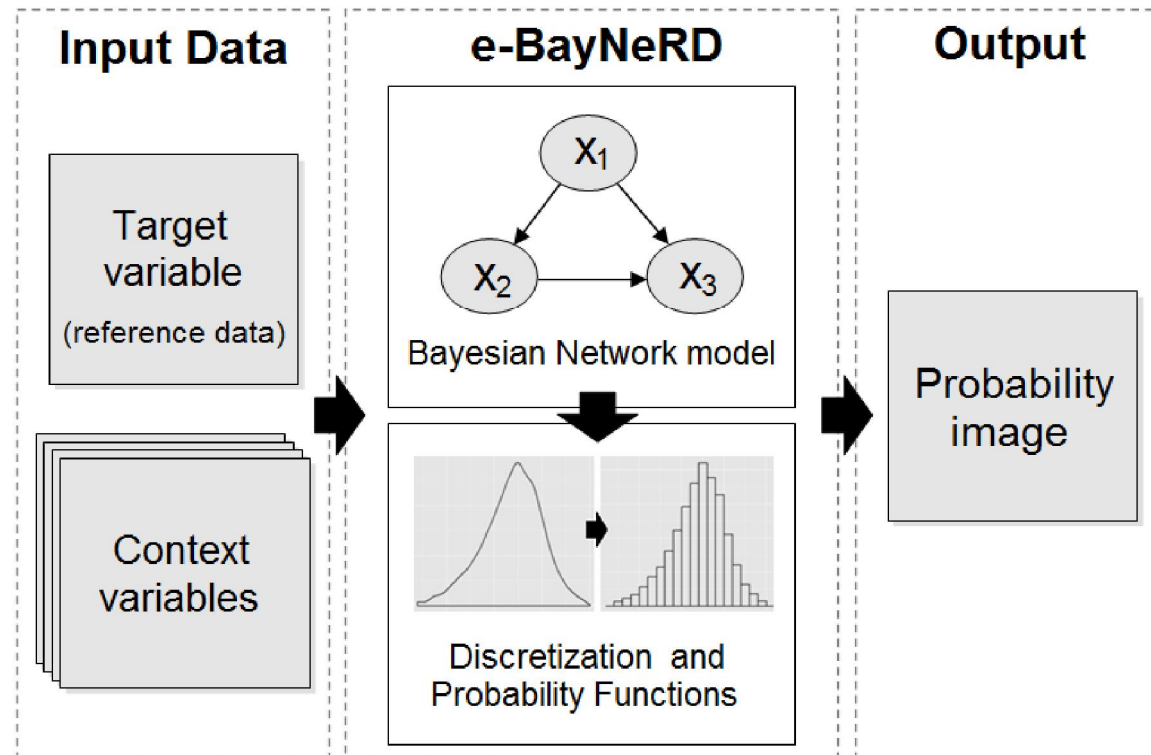 Input Data
Target
variable
(reference data)
Context
variables
e-BayNeRD
X₁
X₂
X₃
Bayesian Network model
Discretization and
Probability Functions
Output
Probability
image